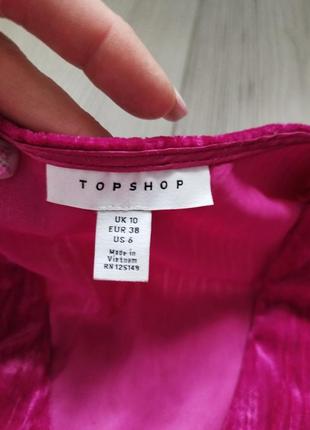 TOPSHOP
UK 10
EUR 38
US 6
Made in
Vietnam
RN 125149